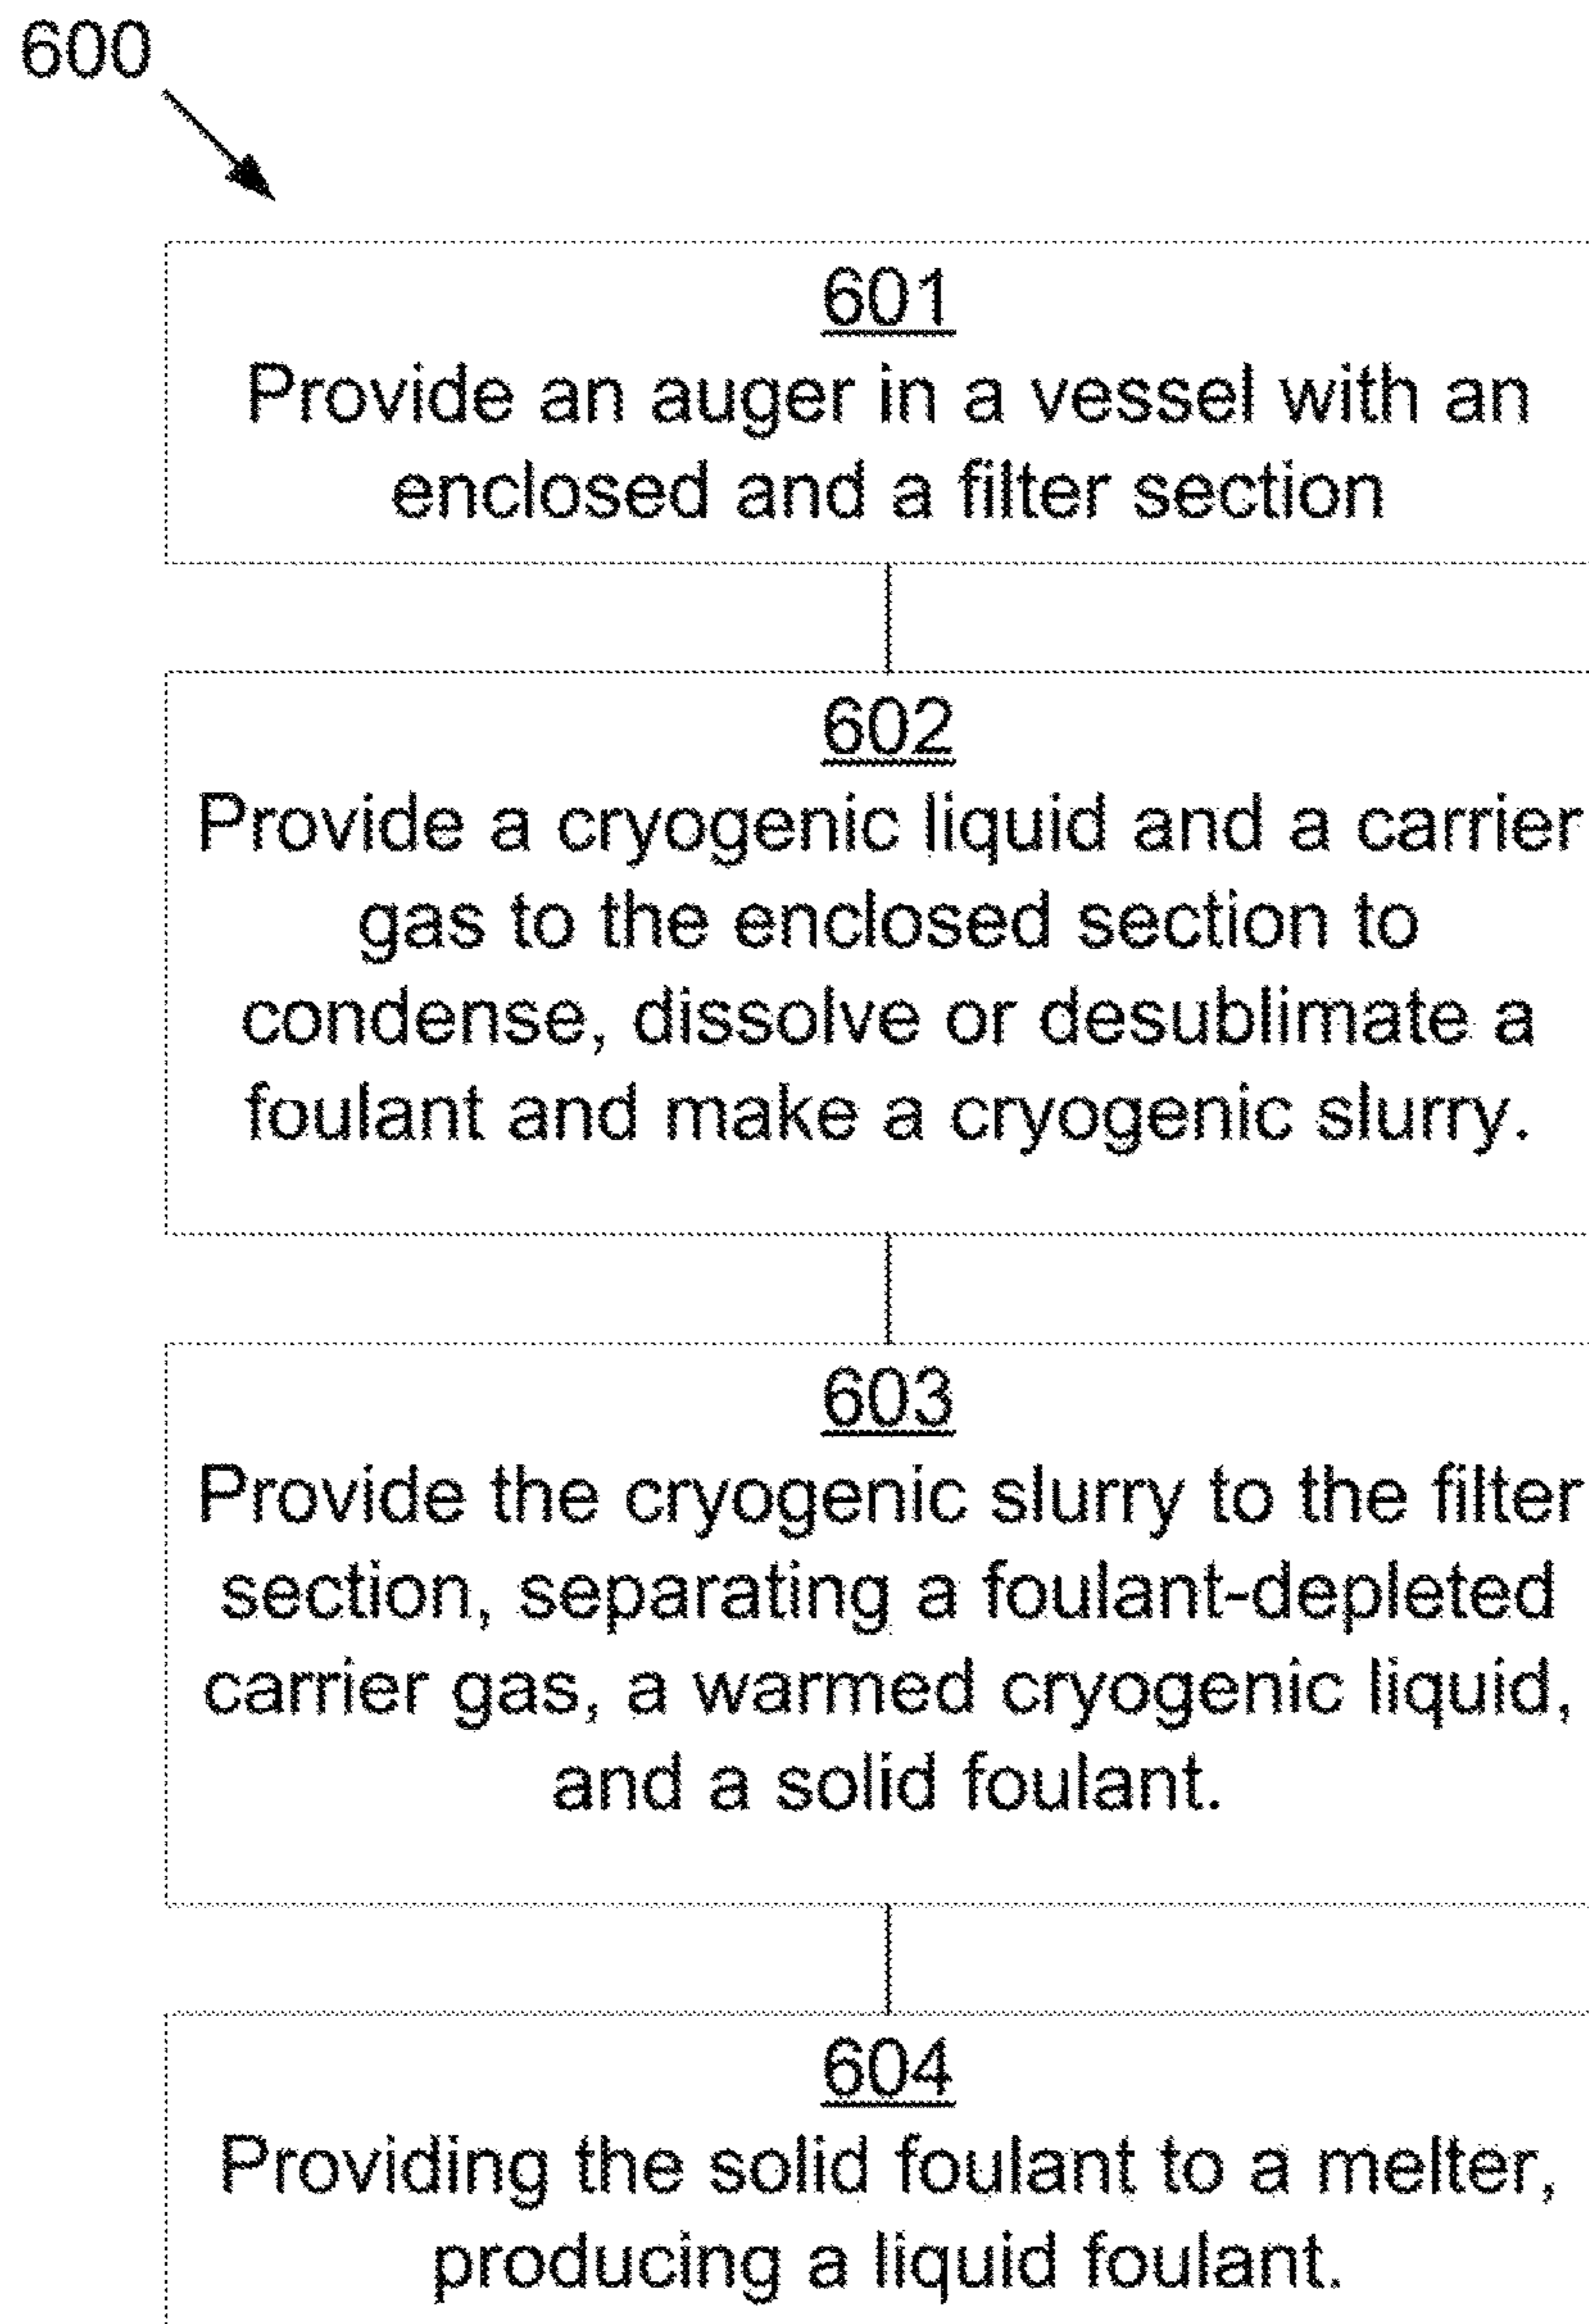 600
601
Provide an auger in a vessel with an
enclosed and a filter section
602
Provide a cryogenic liquid and a carrier
gas to the enclosed section to
condense, dissolve or desublimate a
foulant and make a cryogenic slurry.
603
Provide the cryogenic slurry to the filter
section, separating a foulant-depleted
carrier gas, a warmed cryogenic liquid,
and a solid foulant.
604
Providing the solid foulant to a melter,
producing a liquid foulant.